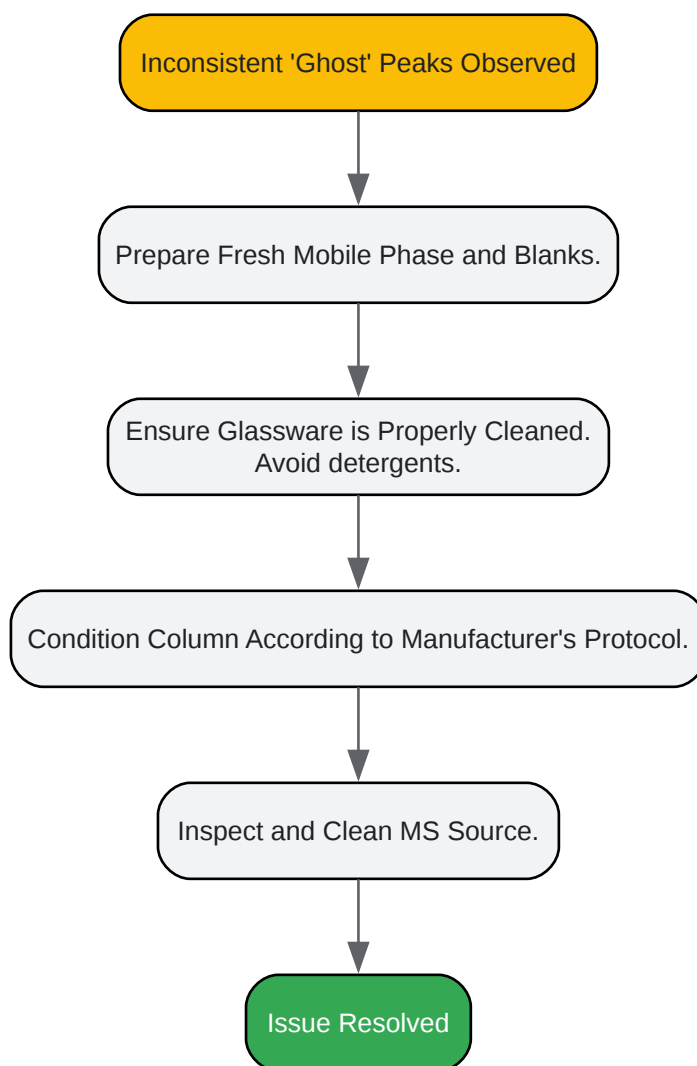 Inconsistent 'Ghost' Peaks Observed
Prepare Fresh Mobile Phase and Blanks.
Ensure Glassware is Properly Cleaned.
Avoid detergents.
Condition Column According to Manufacturer's Protocol.
Inspect and Clean MS Source.
Issue Resolved